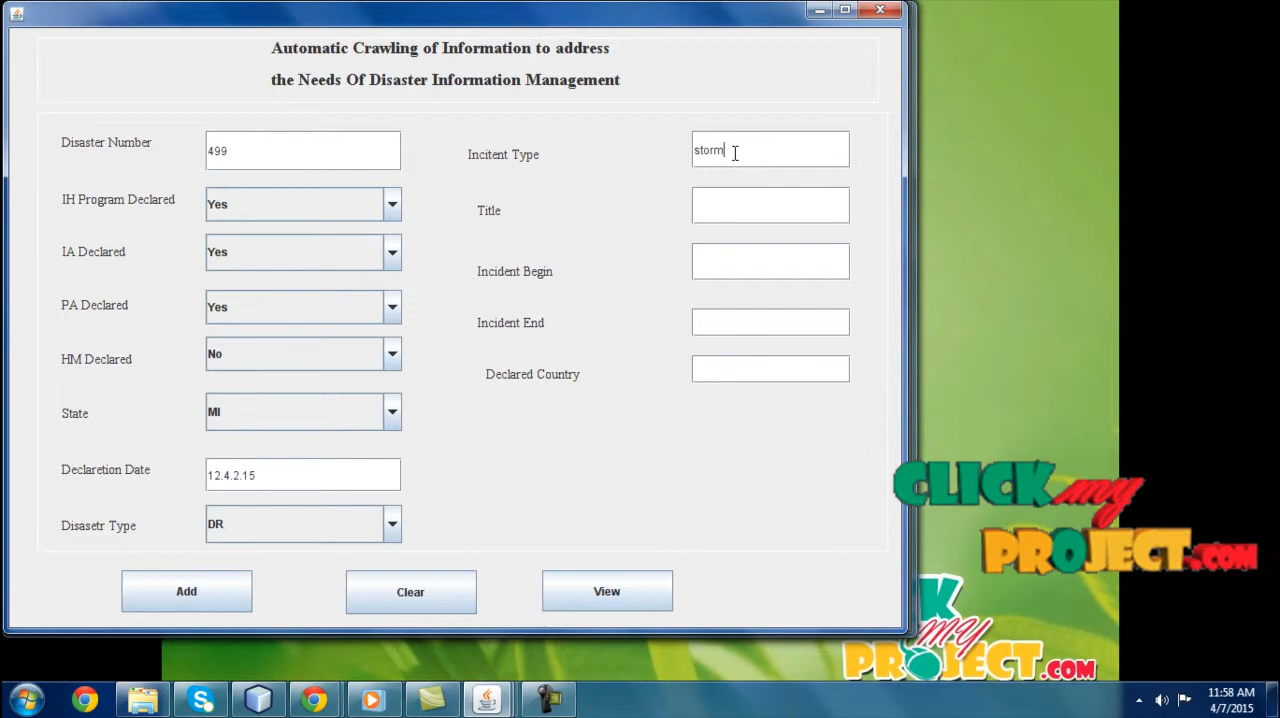 Automatic Crawling of Information to address
the Needs Of Disaster Information Management
Disaster Number
499
IH Program Declared
Yes
IA Declared
Yes
PA Declared
Yes
HM Declared
No
State
MI
Declaretion Date
12.4.2.15
Disasetr Type
DR
Incitent Type
storm
Title
Incident Begin
Incident End
Declared Country
Add
Clear
View
CLICK my
PROJECT.COM
CK
my
PROJECT.COM
11:58 AM
4/7/2015